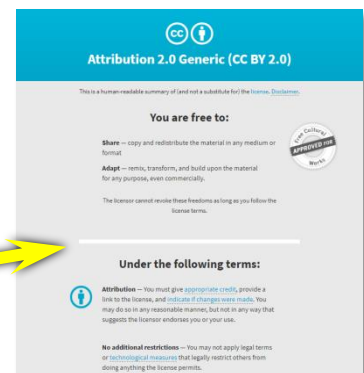 cc
Attribution 2.0 Generic (CC BY 2.0)
This is a human-readable summary of (and not a substitute for) the license. Disclaimer.
You are free to:
Share — copy and redistribute the material in any medium or
format
Adapt — remix, transform, and build upon the material
for any purpose, even commercially.
The licensor cannot revoke these freedoms as long as you follow the
license terms.
Free Cultural
APPROVED FOR
Works
Under the following terms:
Attribution — You must give appropriate credit, provide a
link to the license, and indicate if changes were made. You
may do so in any reasonable manner, but not in any way that
suggests the licensor endorses you or your use.
No additional restrictions — You may not apply legal terms
or technological measures that legally restrict others from
doing anything the license permits.